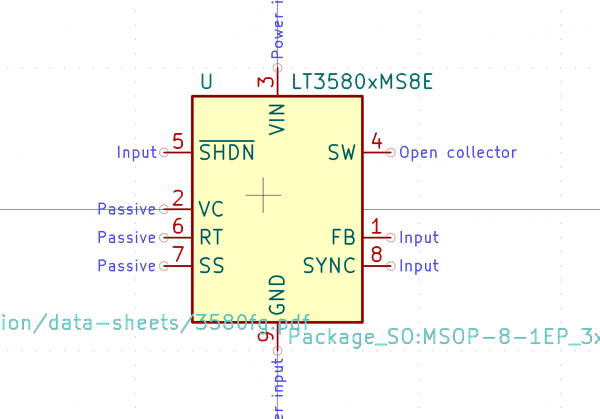 Power i
U
LT3580xMS8E
3
VIN
Input
5
SHDN
SW
4
Open collector
Passive
2
VC
Passive
6
RT
FB
1
Input
Passive
7
SS
SYNC
8
Input
GND
ion/data-sheets/3580fg.pdf
9
Package_SO:MSOP-8-1EP_3x
er input